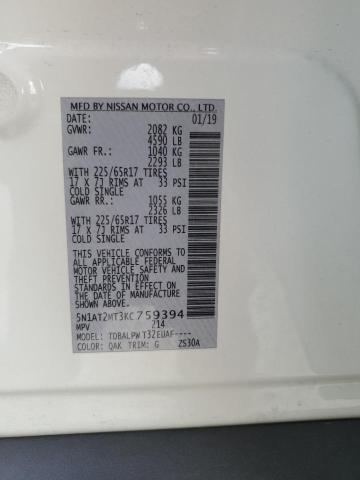 MFD BY NISSAN MOTOR CO., LTD.
DATE: 01/19
GVWR: 2082 KG
4590 LB
GAWR FR.: 1040 KG
2293 LB
WITH 225/65R17 TIRES
17 X 7J RIMS AT 33 PSI
COLD SINGLE
GAWR RR.: 1055 KG
2326 LB
WITH 225/65R17 TIRES
17 X 7J RIMS AT 33 PSI
COLD SINGLE
THIS VEHICLE CONFORMS TO ALL
APPLICABLE FEDERAL
MOTOR VEHICLE SAFETY AND
BUMPER STANDARDS IN
EFFECT ON THE DATE OF
MANUFACTURE SHOWN ABOVE.
5N1AT2MT3KC759394
MPV 214
MODEL: TDBALPWT32EUAF----
COLOR: QAK TRIM: G ZS30A